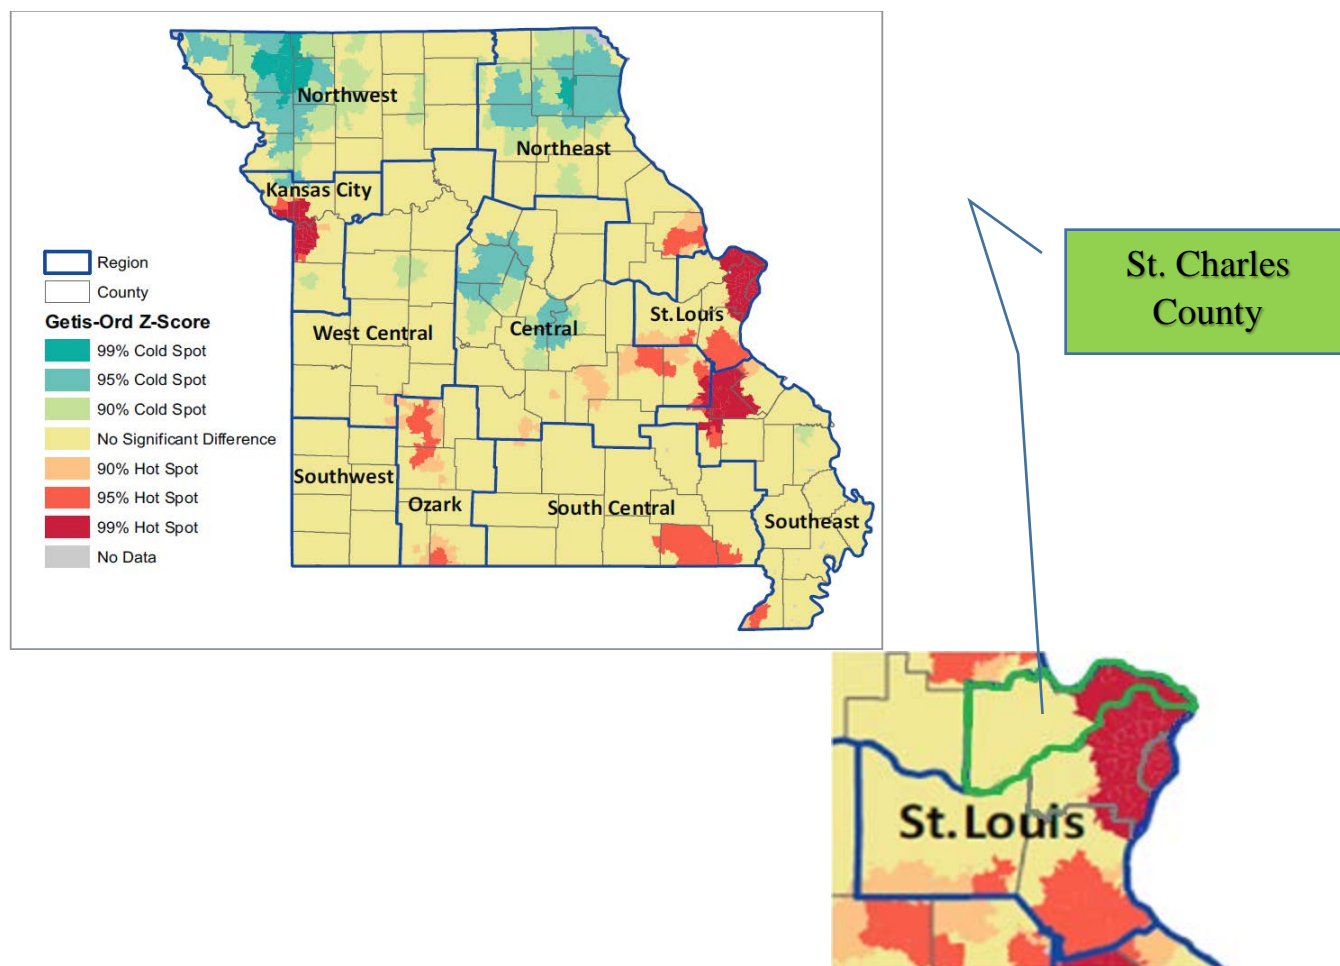 Northwest
Northeast
Kansas City
St. Louis
West Central
Central
Southwest
Ozark
South Central
Southeast
Region
County
Getis-Ord Z-Score
99% Cold Spot
95% Cold Spot
90% Cold Spot
No Significant Difference
90% Hot Spot
95% Hot Spot
99% Hot Spot
No Data
St. Charles
County
St. Louis